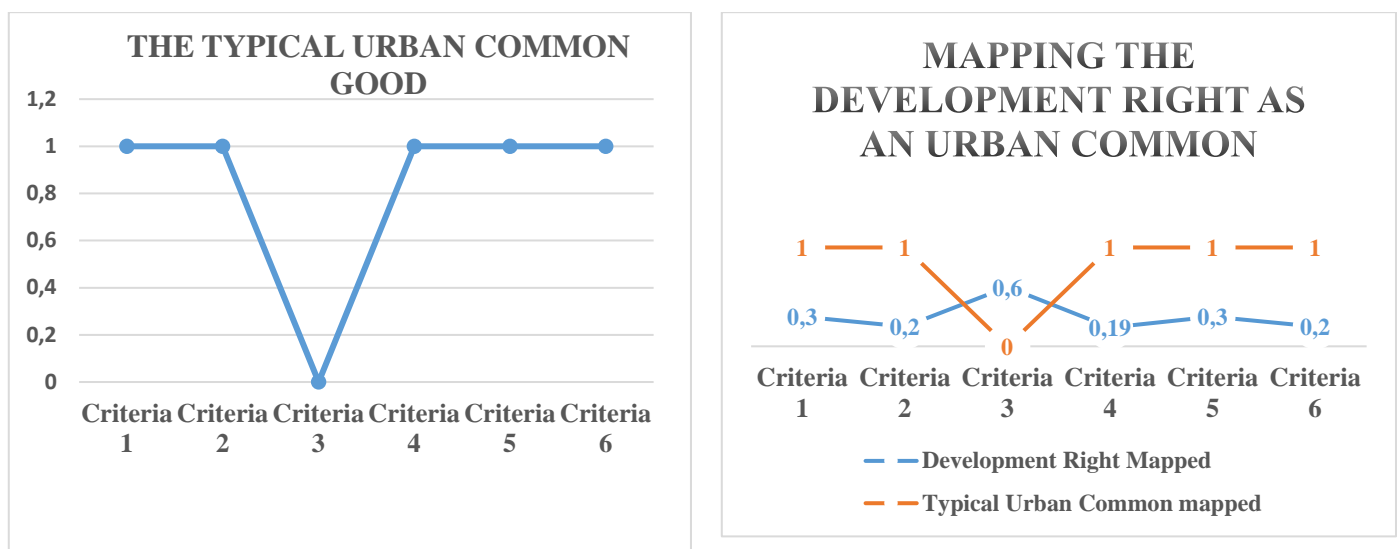 THE TYPICAL URBAN COMMON
GOOD
1,2
1
0,8
0,6
0,4
0,2
0
Criteria Criteria Criteria Criteria Criteria Criteria
1 2 3 4 5 6
MAPPING THE
DEVELOPMENT RIGHT AS
AN URBAN COMMON
1 1 1 1 1
0,6
0,3 0,2 0,19 0,3 0,2
0
Criteria Criteria Criteria Criteria Criteria Criteria
1 2 3 4 5 6
Development Right Mapped
Typical Urban Common mapped